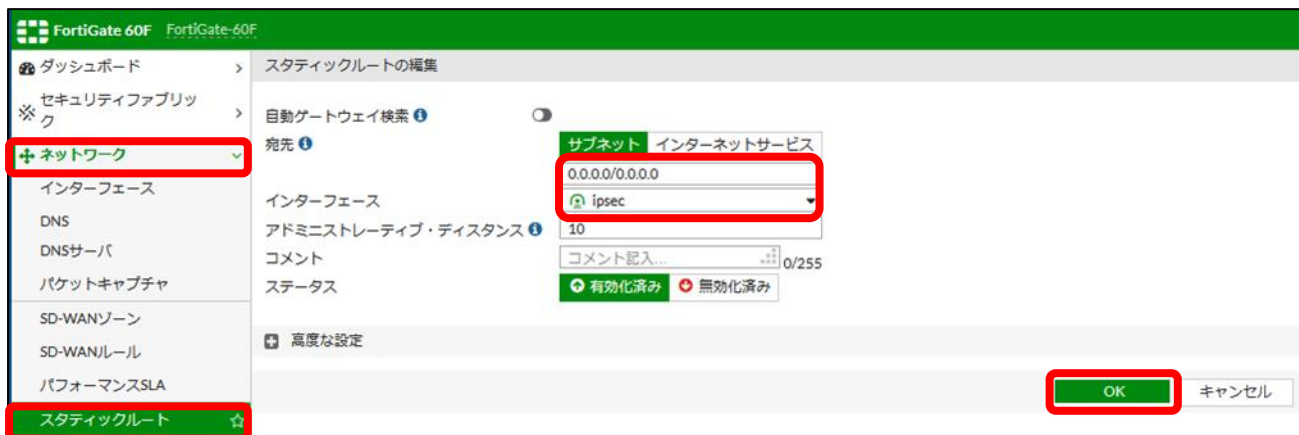 FortiGate 60F FortiGate-60F
ダッシュボード
セキュリティファブリッ
ク
ネットワーク
インターフェース
DNS
DNSサーバ
パケットキャプチャ
SD-WANゾーン
SD-WANルール
パフォーマンスSLA
スタティックルート
スタティックルートの編集
自動ゲートウェイ検索
宛先 サブネット インターネットサービス
0.0.0.0/0.0.0.0
インターフェース ipsec
アドミニストレーティブ・ディスタンス 10
コメント コメント記入... 0/255
ステータス 有効化済み 無効化済み
高度な設定
OK キャンセル